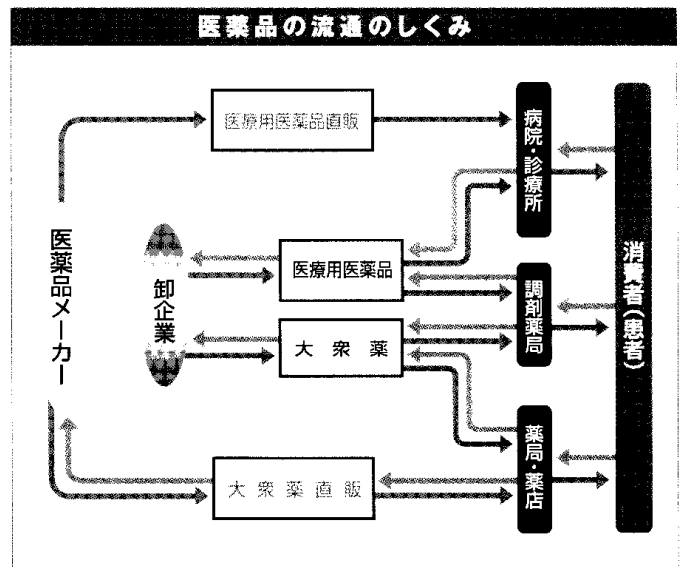 医薬品の流通のしくみ
医療用医薬品直販
病院・診療所
医薬品メーカー
卸企業
医療用医薬品
調剤薬局
消費者(患者)
大衆薬
薬局・薬店
大衆薬直販